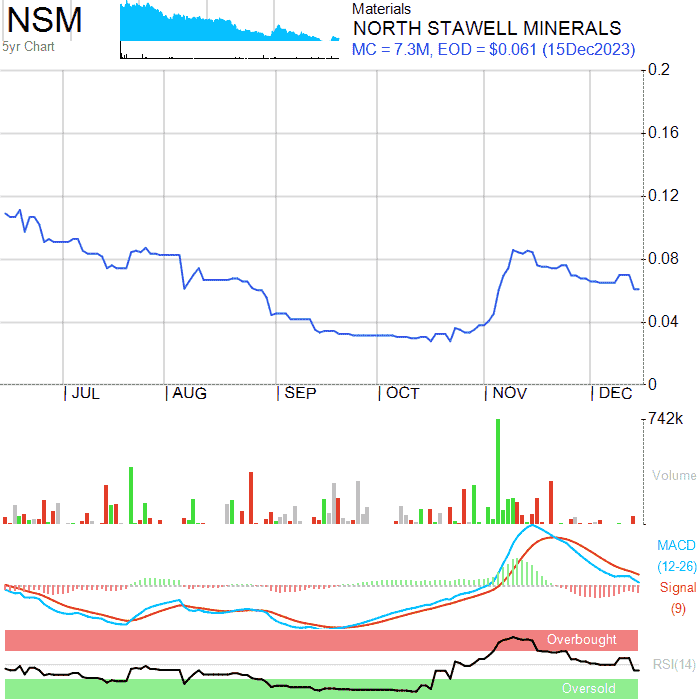 NSM
5yr Chart
Materials
NORTH STAWELL MINERALS
MC = 7.3M, EOD = $0.061 (15Dec2023)
0.2
0.16
0.12
0.08
0.04
0
JUL AUG SEP OCT NOV DEC
742k
Volume
MACD
(12-26)
Signal
(9)
Overbought
RSI(14)
Oversold